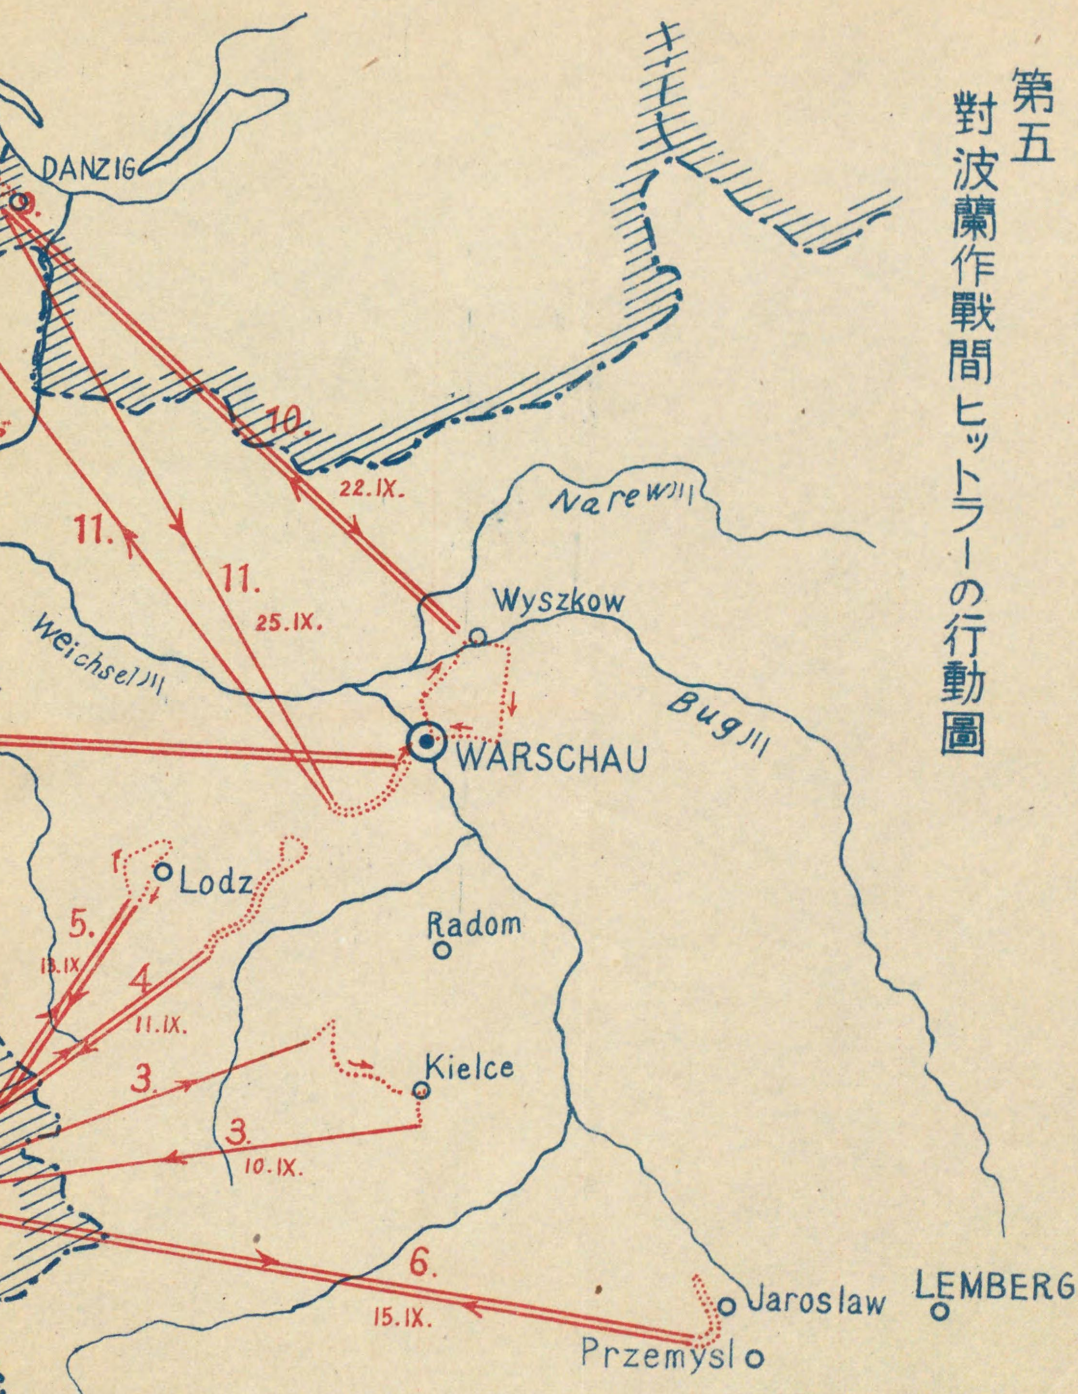 第五
對波蘭作戰間ヒットラーの行動圖
DANZIG
9.
10.
22.IX.
Narew川
11.
11.
25.IX.
Wyszkow
Weichsel川
Bug川
WARSCHAU
Lodz
5.
13.IX.
Radom
4
11.IX.
Kielce
3.
3.
10.IX.
6.
15.IX.
Jaroslaw
LEMBERG
Przemysl